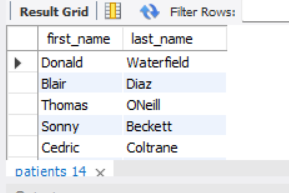 Result Grid Filter Rows:
first_name last_name
Donald Waterfield
Blair Diaz
Thomas ONeill
Sonny Beckett
Cedric Coltrane
patients 14 ×